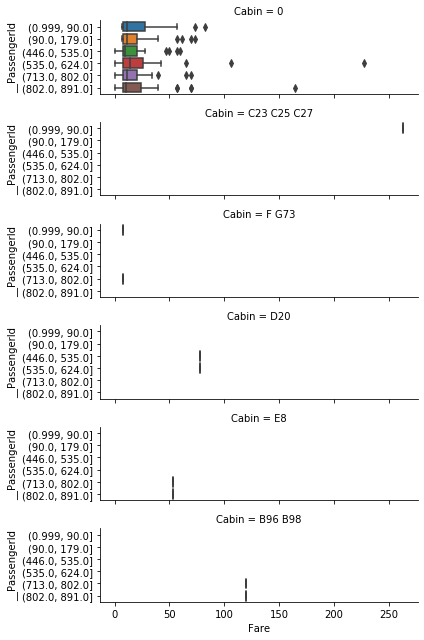 Cabin = 0
PassengerId
(0.999, 90.0]
(90.0, 179.0]
(446.0, 535.0]
(535.0, 624.0]
(713.0, 802.0]
(802.0, 891.0]
Cabin = C23 C25 C27
PassengerId
(0.999, 90.0]
(90.0, 179.0]
(446.0, 535.0]
(535.0, 624.0]
(713.0, 802.0]
(802.0, 891.0]
Cabin = F G73
PassengerId
(0.999, 90.0]
(90.0, 179.0]
(446.0, 535.0]
(535.0, 624.0]
(713.0, 802.0]
(802.0, 891.0]
Cabin = D20
PassengerId
(0.999, 90.0]
(90.0, 179.0]
(446.0, 535.0]
(535.0, 624.0]
(713.0, 802.0]
(802.0, 891.0]
Cabin = E8
PassengerId
(0.999, 90.0]
(90.0, 179.0]
(446.0, 535.0]
(535.0, 624.0]
(713.0, 802.0]
(802.0, 891.0]
Cabin = B96 B98
PassengerId
(0.999, 90.0]
(90.0, 179.0]
(446.0, 535.0]
(535.0, 624.0]
(713.0, 802.0]
(802.0, 891.0]
0 50 100 150 200 250
Fare